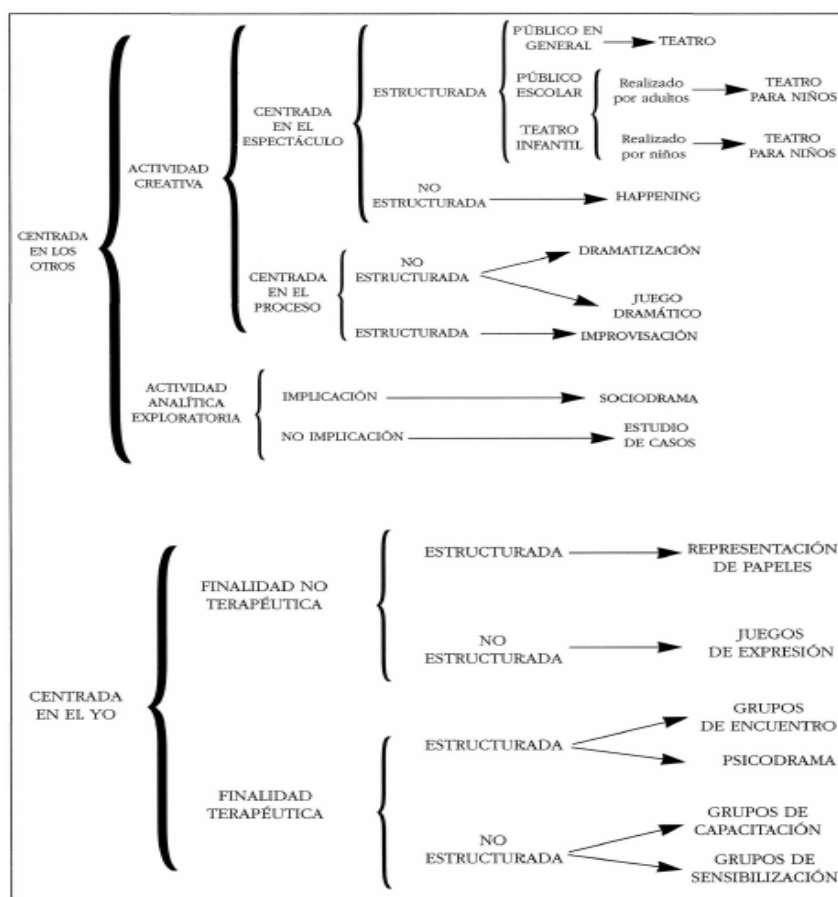 PÚBLICO EN
GENERAL
TEATRO
PÚBLICO
ESCOLAR
TEATRO
INFANTIL
Realizado
por adultos
TEATRO
PARA NIÑOS
Realizado
por niños
TEATRO
PARA NIÑOS
ESTRUCTURADA
CENTRADA
EN EL
ESPECTÁCULO
NO
ESTRUCTURADA
HAPPENING
ACTIVIDAD
CREATIVA
CENTRADA
EN LOS
OTROS
CENTRADA
EN EL
PROCESO
NO
ESTRUCTURADA
DRAMATIZACIÓN
JUEGO
DRAMÁTICO
ESTRUCTURADA
IMPROVISACIÓN
ACTIVIDAD
ANALÍTICA
EXPLORATORIA
IMPLICACIÓN
SOCIODRAMA
NO IMPLICACIÓN
ESTUDIO
DE CASOS
CENTRADA
EN EL YO
FINALIDAD NO
TERAPÉUTICA
ESTRUCTURADA
REPRESENTACIÓN
DE PAPELES
NO
ESTRUCTURADA
JUEGOS
DE EXPRESIÓN
FINALIDAD
TERAPÉUTICA
ESTRUCTURADA
GRUPOS
DE ENCUENTRO
PSICODRAMA
NO
ESTRUCTURADA
GRUPOS DE
CAPACITACIÓN
GRUPOS DE
SENSIBILIZACIÓN